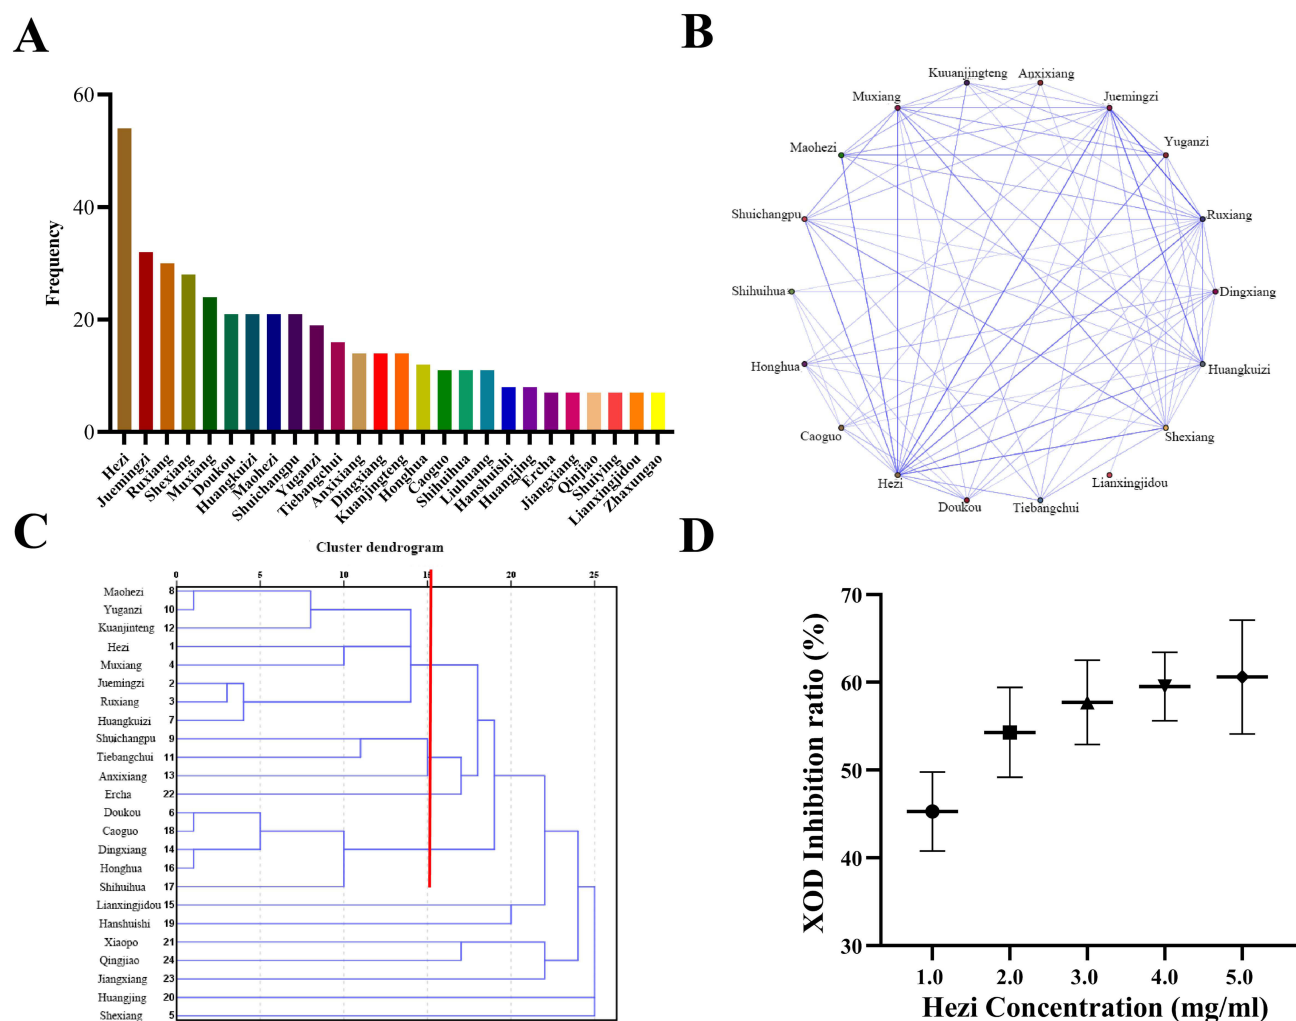 A
60
40
20
0
Frequency
Hezi
Juemingzi
Ruxiang
Shexiang
Muxiang
Doukou
Huangkuizi
Maohezi
Shuichangpu
Yuganzi
Tiebangchui
Anxixiang
Dingxiang
Kuanjingteng
Honghua
Caoguo
Shihuihua
Liuhuang
Hanshuishi
Huangjing
Ercha
Jiangxiang
Qinjiao
Shuiying
Lianxingjidou
Zhaxungao
B
Kuuanjingteng
Anxixiang
Muxiang
Juemingzi
Maohezi
Yuganzi
Shuichangpu
Ruxiang
Shihuihua
Dingxiang
Honghua
Huangkuizi
Caoguo
Shexiang
Hezi
Lianxingjidou
Doukou
Tiebangchui
C
Cluster dendrogram
0 5 10 15 20 25
Maohezi 8
Yuganzi 10
Kuanjinteng 12
Hezi 1
Muxiang 4
Juemingzi 2
Ruxiang 3
Huangkuizi 7
Shuichangpu 9
Tiebangchui 11
Anxixiang 13
Ercha 22
Doukou 6
Caoguo 18
Dingxiang 14
Honghua 16
Shihuihua 17
Lianxingjidou 15
Hanshuishi 19
Xiaopo 21
Qingjiao 24
Jiangxiang 23
Huangjing 20
Shexiang 5
D
70
60
50
40
30
XOD Inhibition ratio (%)
1.0 2.0 3.0 4.0 5.0
Hezi Concentration (mg/ml)